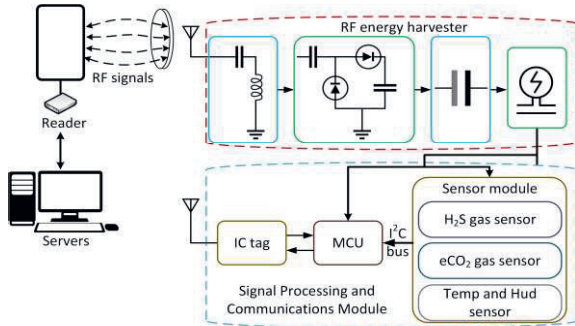 RF energy harvester
RF signals
Reader
Servers
IC tag
MCU
I²C
bus
Sensor module
H₂S gas sensor
eCO₂ gas sensor
Temp and Hud
sensor
Signal Processing and
Communications Module